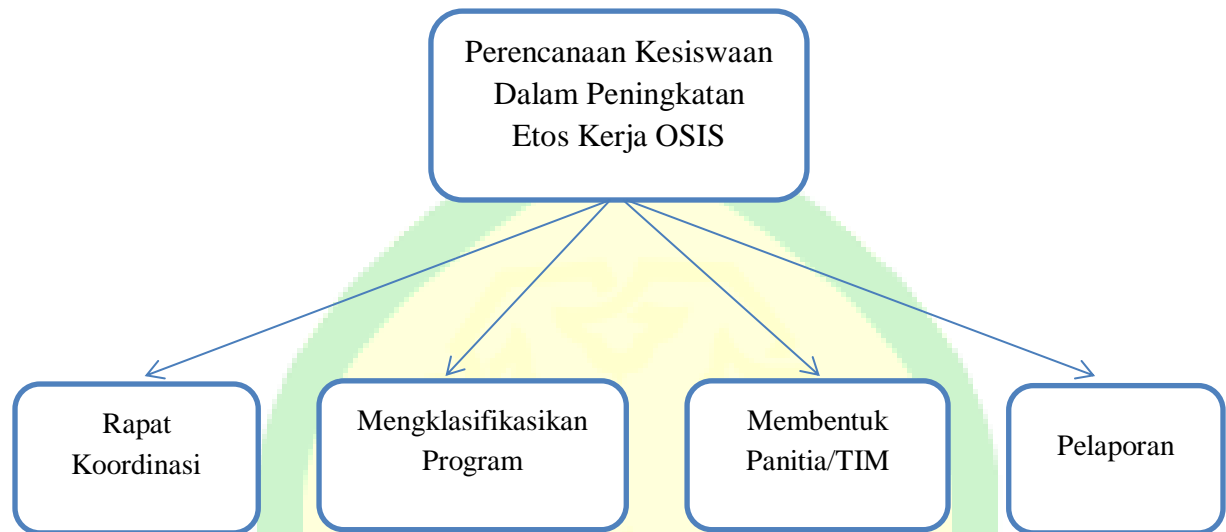 Perencanaan Kesiswaan
Dalam Peningkatan
Etos Kerja OSIS
Rapat
Koordinasi
Mengklasifikasikan
Program
Membentuk
Panitia/TIM
Pelaporan